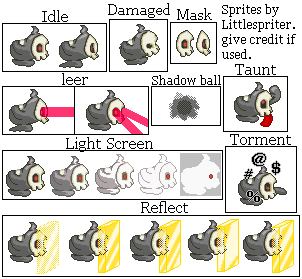 Idle
Damaged
Mask
Sprites by
Littlespriter.
give credit if
used.
leer
Shadow ball
Taunt
Light Screen
Torment
@
#
$
%
Reflect